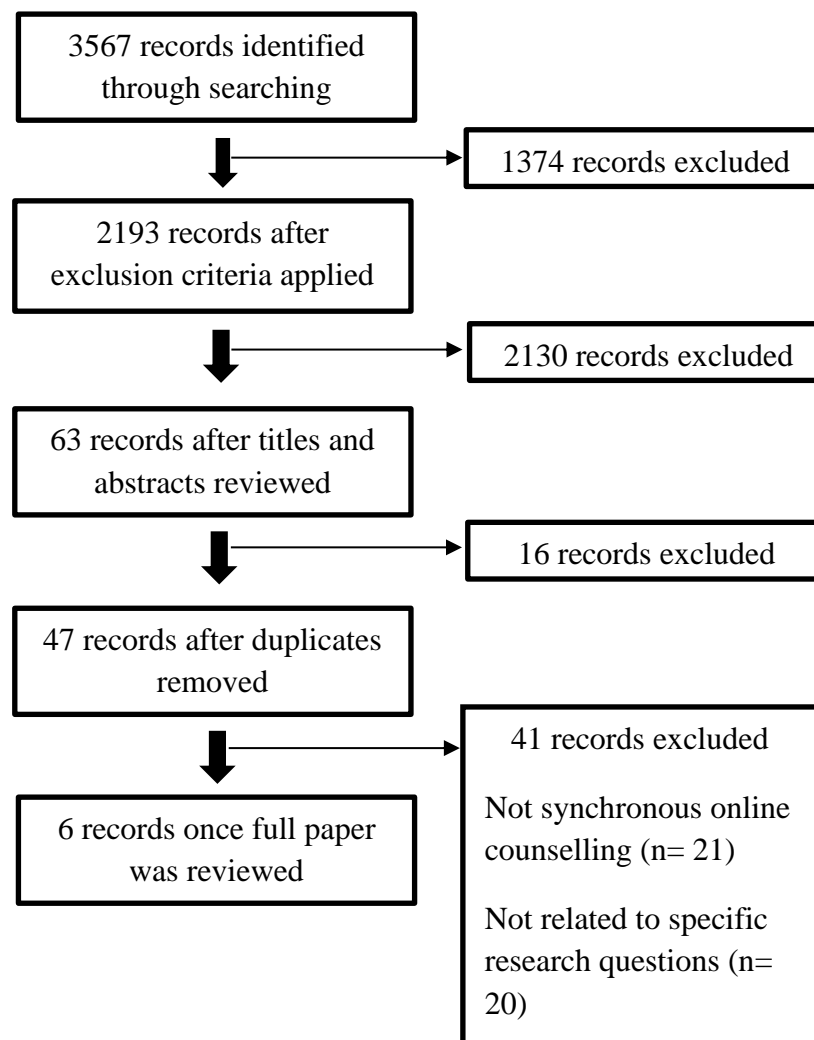 3567 records identified
through searching
1374 records excluded
2193 records after
exclusion criteria applied
2130 records excluded
63 records after titles and
abstracts reviewed
16 records excluded
47 records after duplicates
removed
41 records excluded
Not synchronous online
counselling (n= 21)
Not related to specific
research questions (n=
20)
6 records once full paper
was reviewed